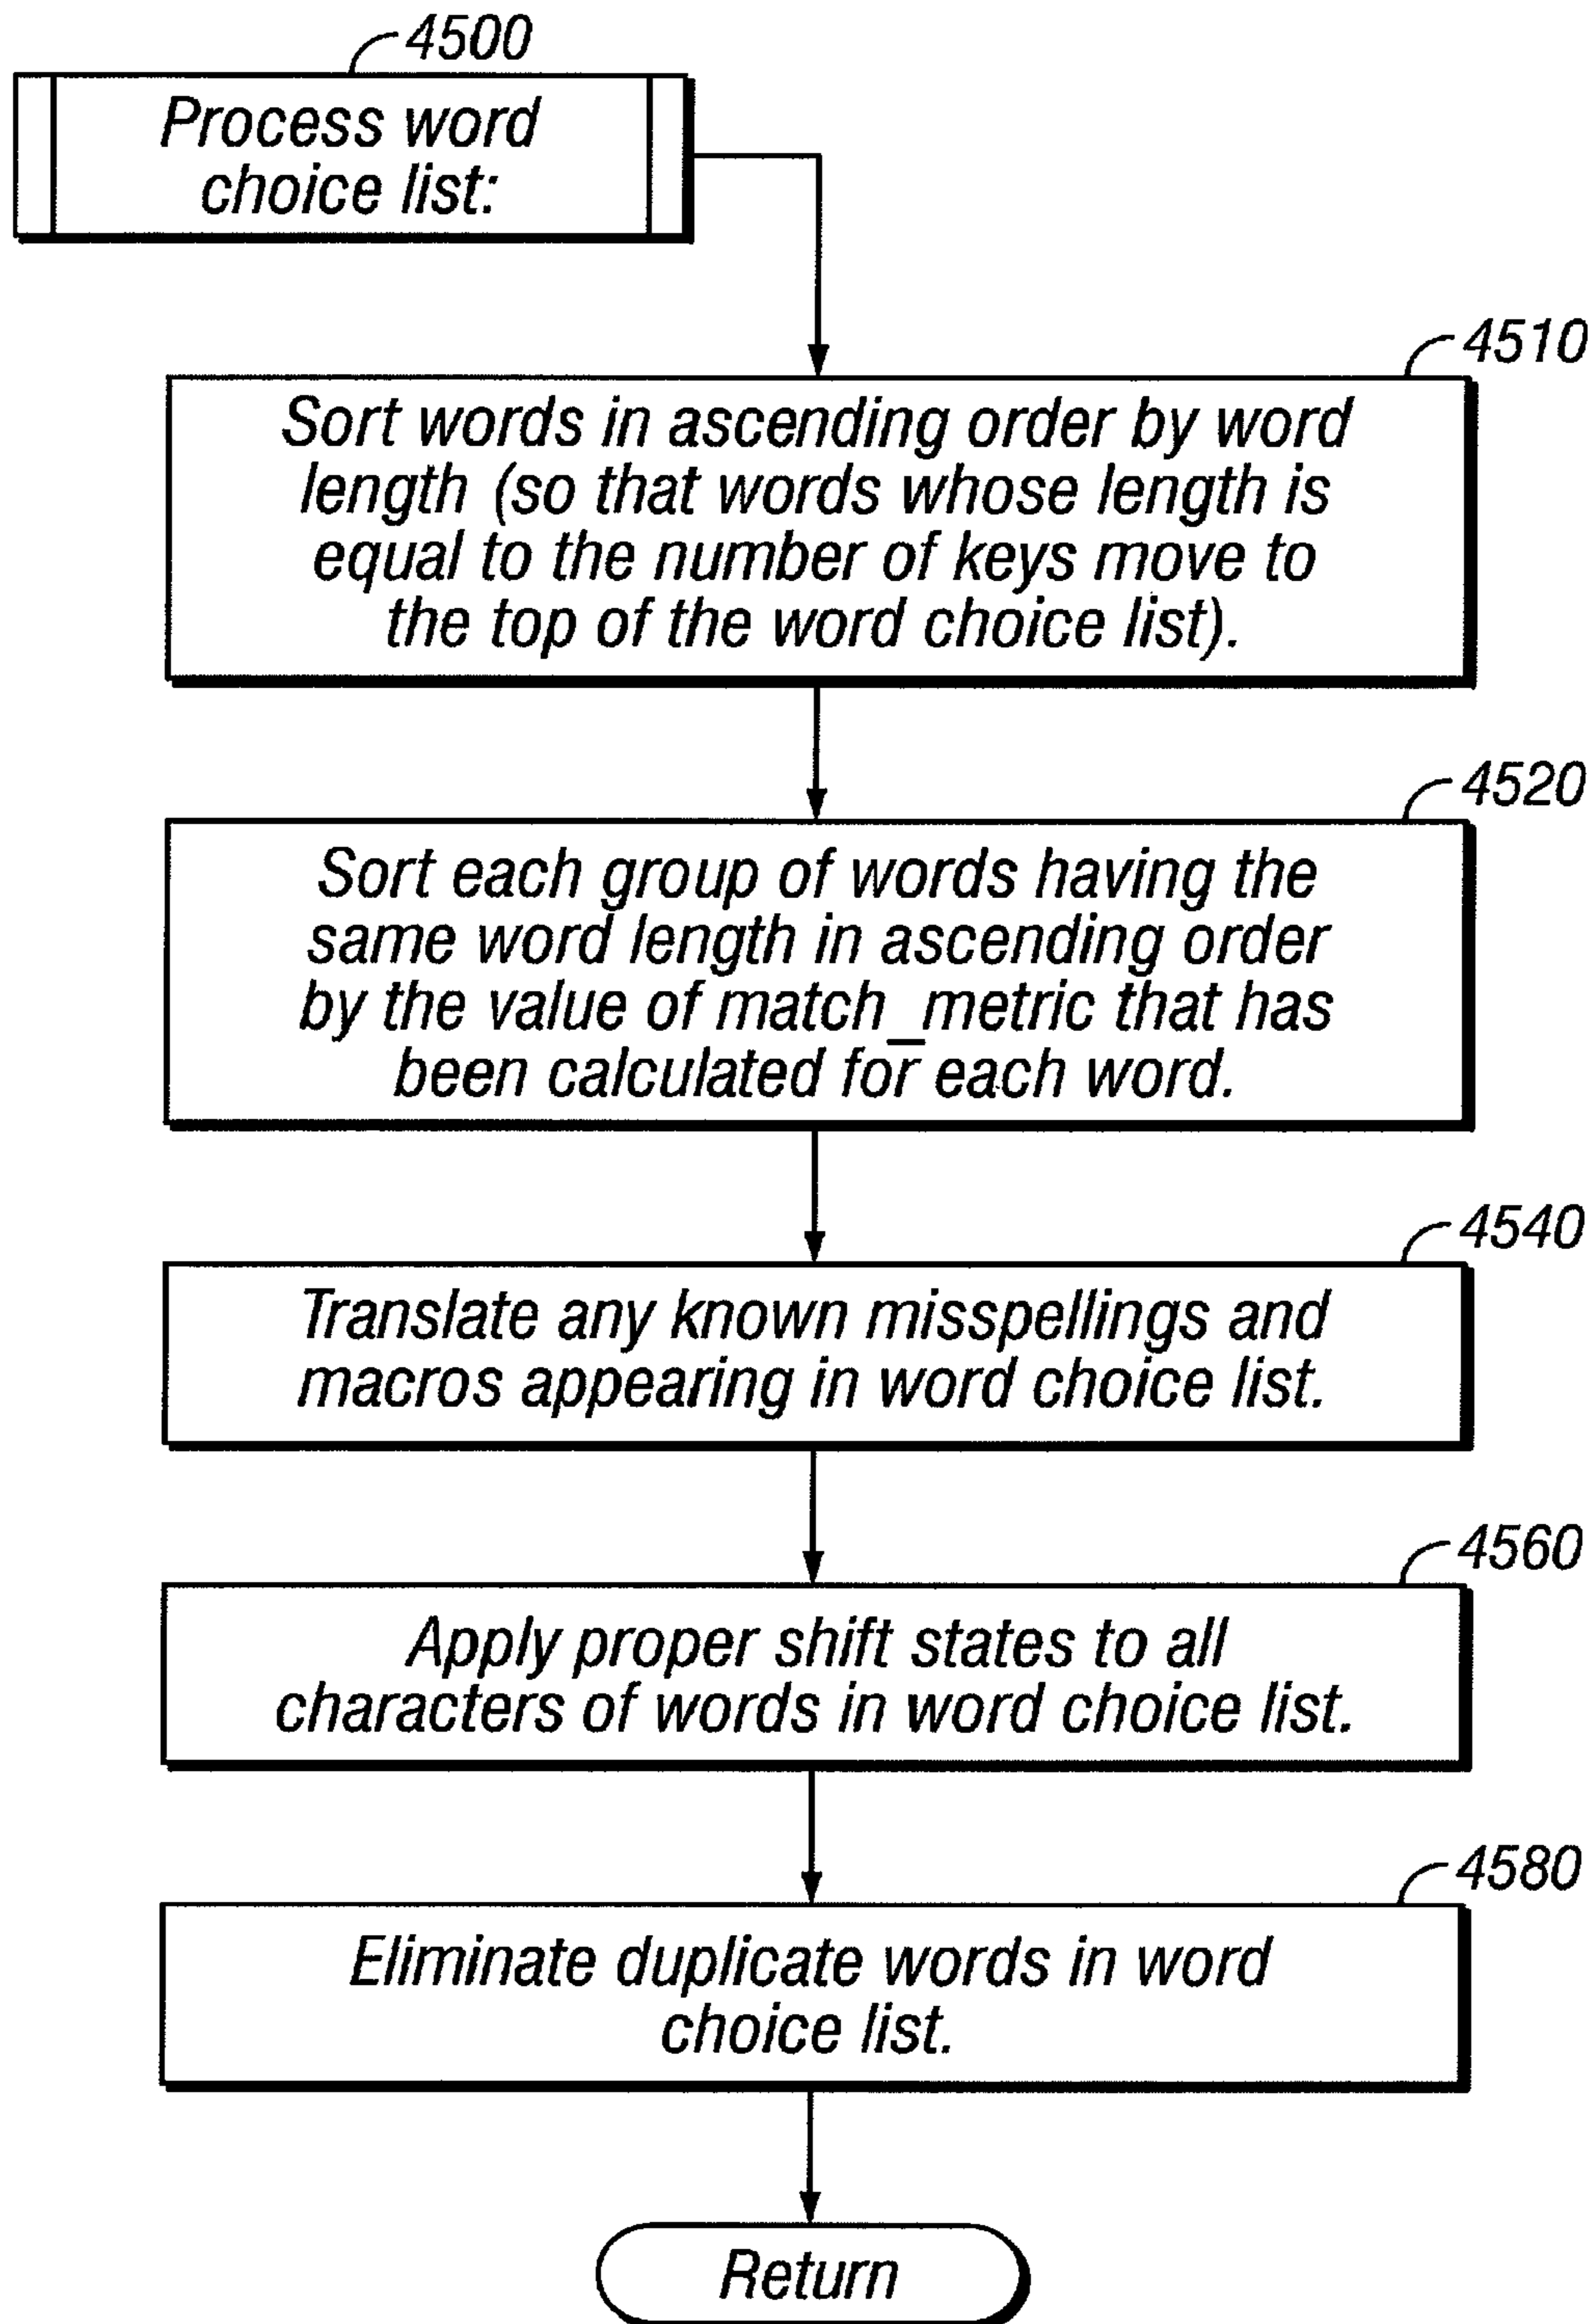 4500
Process word
choice list:
4510
Sort words in ascending order by word
length (so that words whose length is
equal to the number of keys move to
the top of the word choice list).
4520
Sort each group of words having the
same word length in ascending order
by the value of match_metric that has
been calculated for each word.
4540
Translate any known misspellings and
macros appearing in word choice list.
4560
Apply proper shift states to all
characters of words in word choice list.
4580
Eliminate duplicate words in word
choice list.
Return